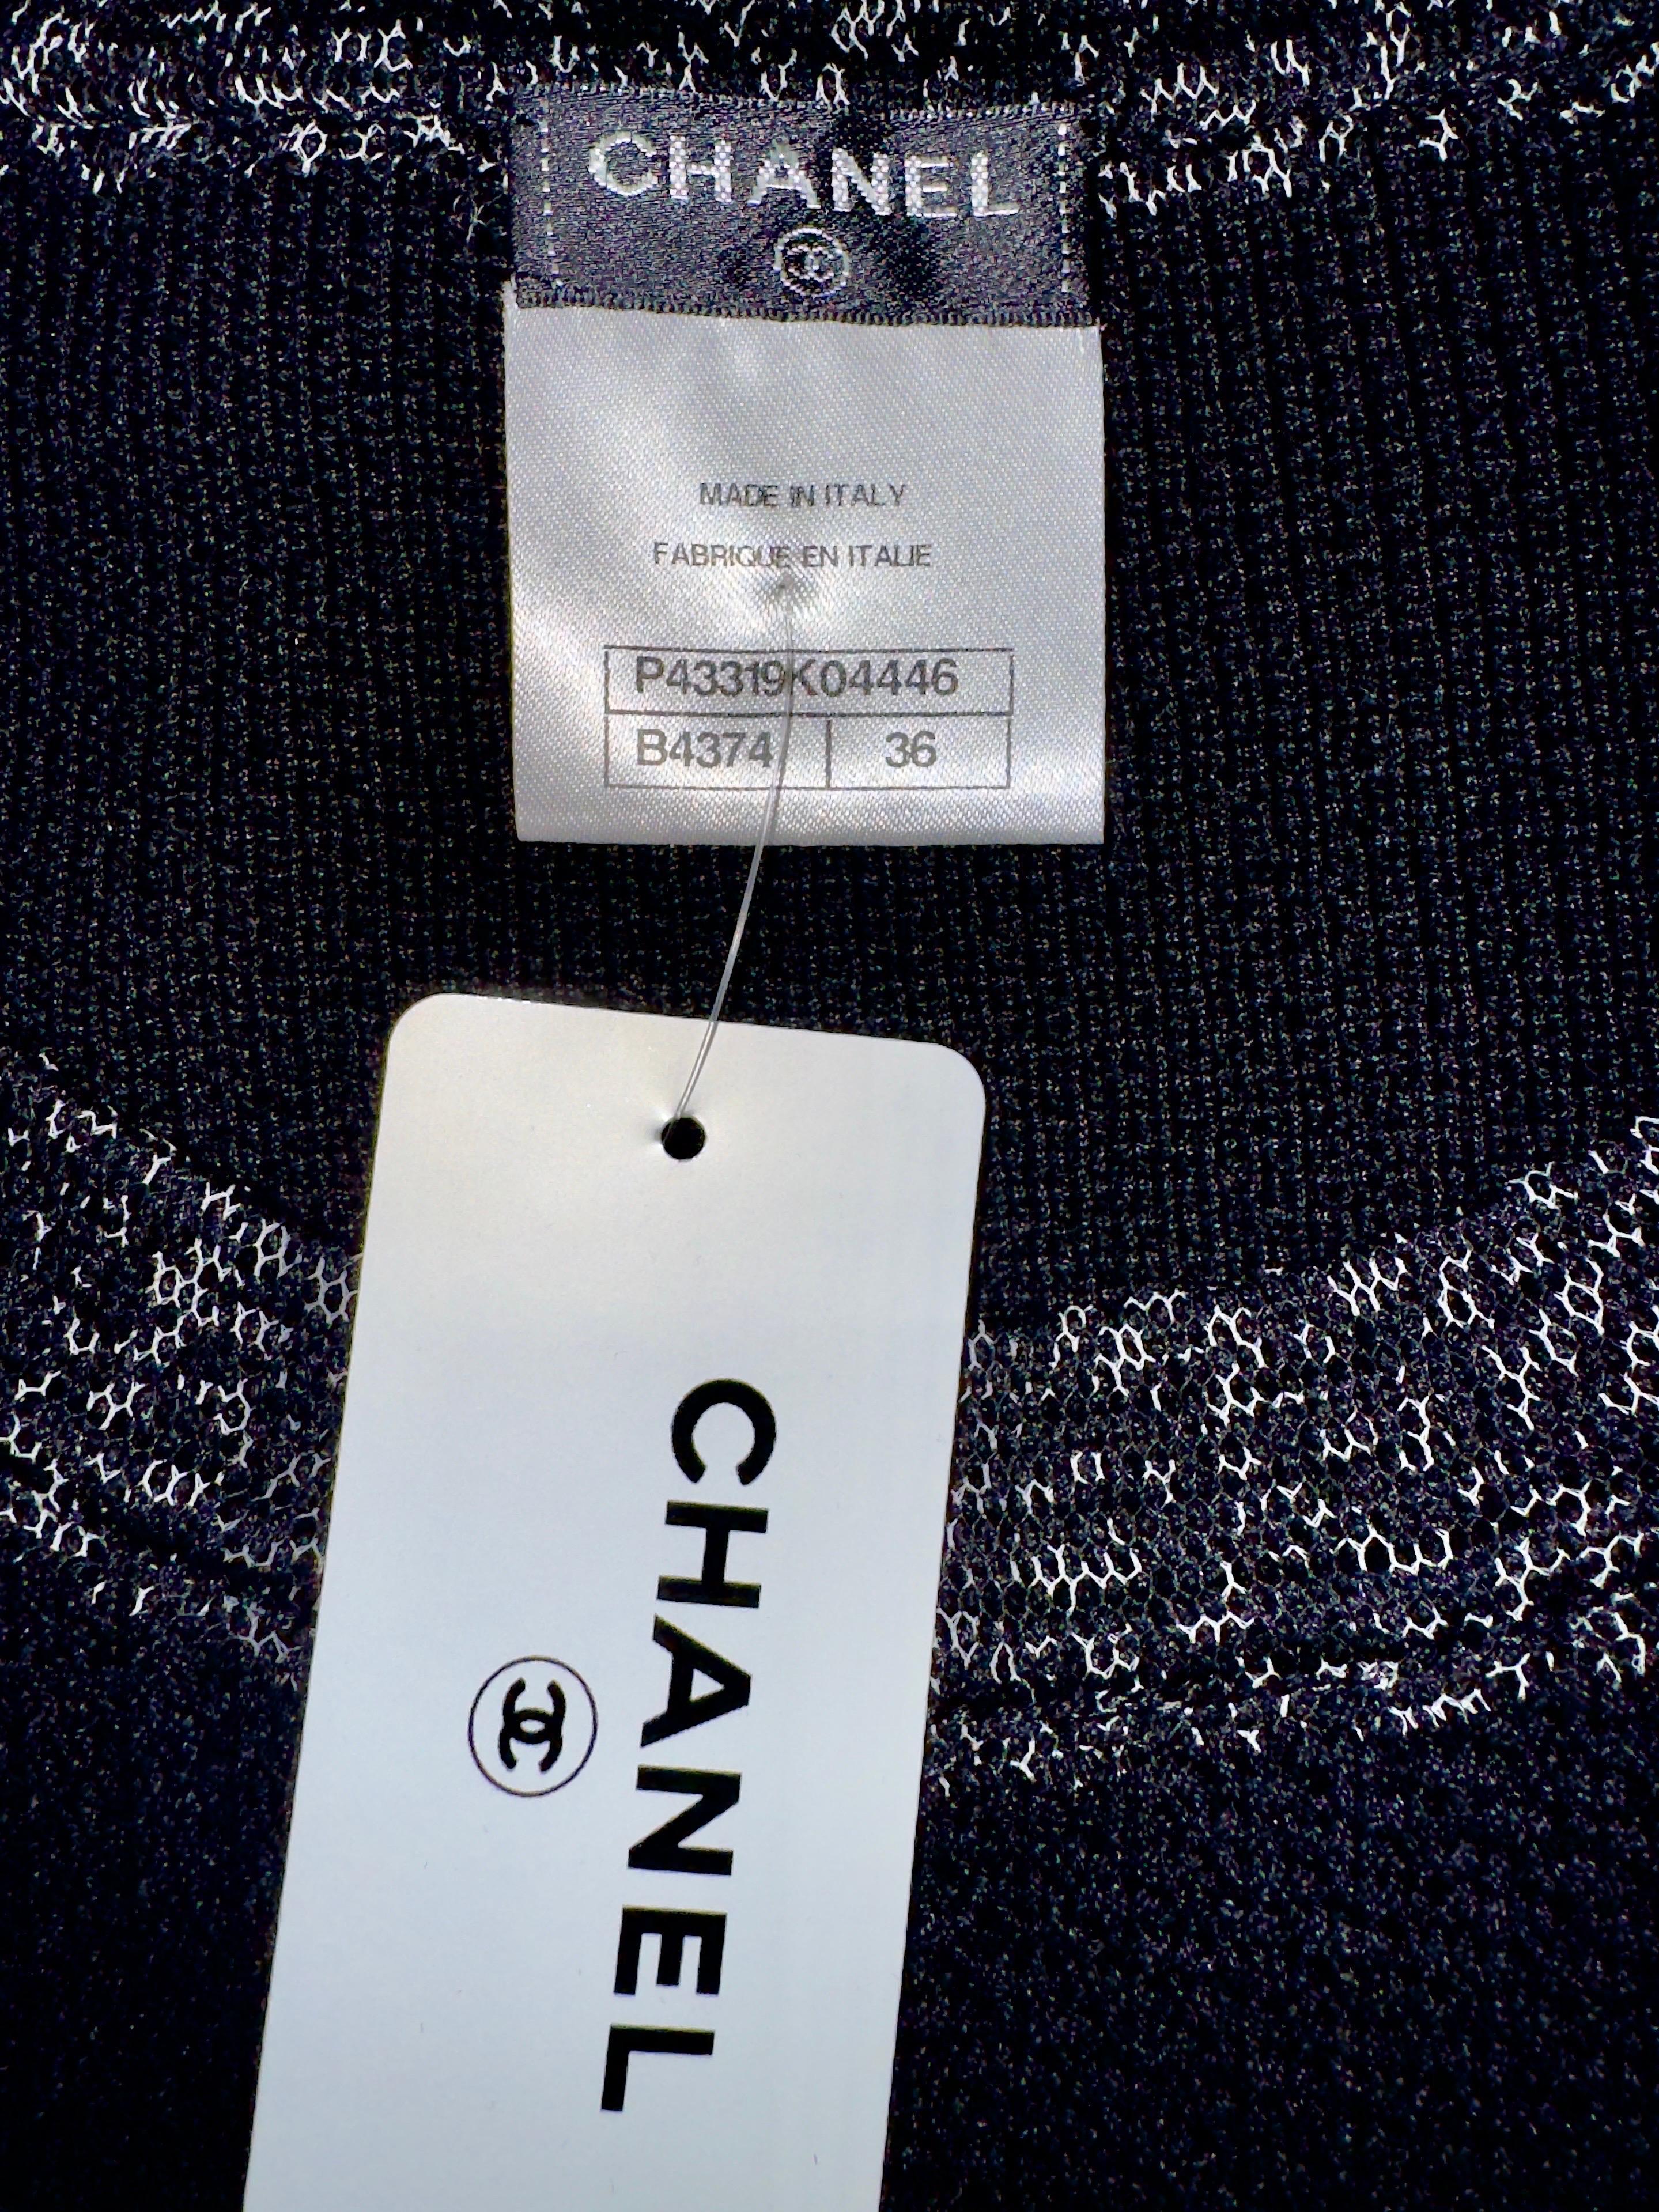 CHANEL
MADE IN ITALY
FABRIQUE EN ITALIE
P43319K04446
B4374 36
CHANEL